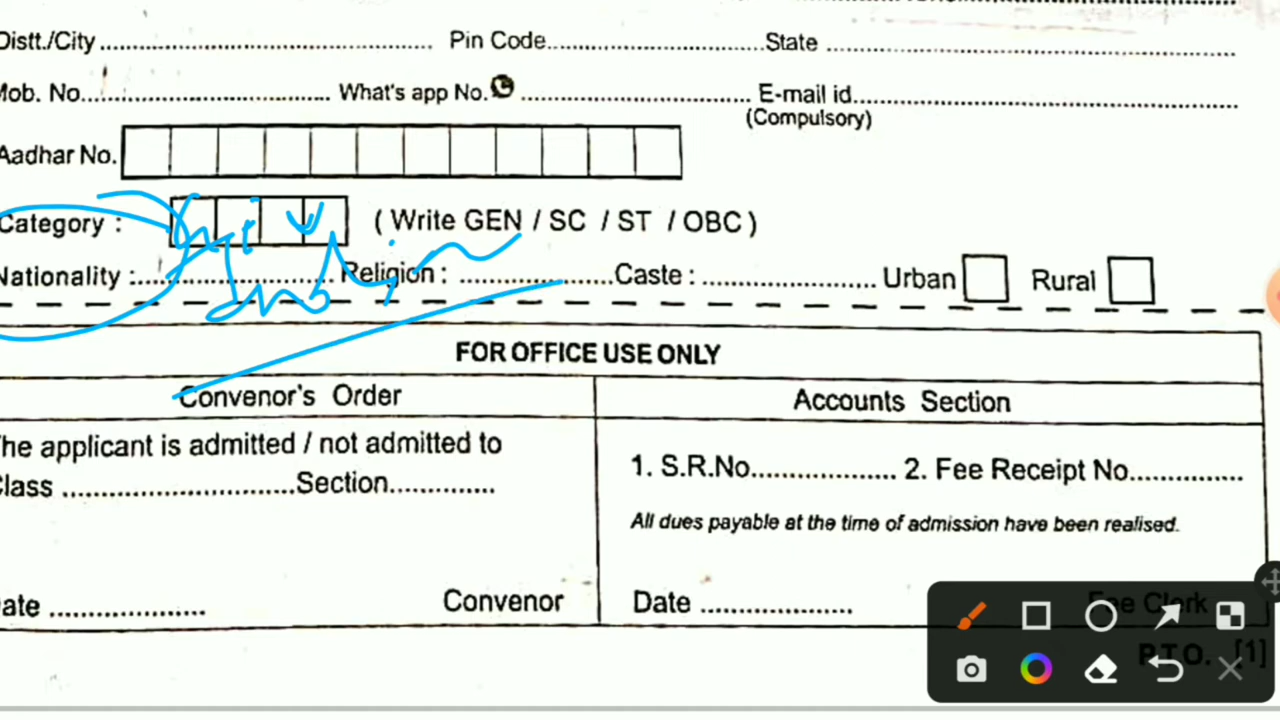 Distt./City ........................ Pin Code........................ State ........................
Mob. No........................ What's app No. ........................ E-mail id........................
(Compulsory)
Aadhar No.
Category : ( Write GEN / SC / ST / OBC )
Nationality :........................ Religion : ........................ Caste : ........................ Urban Rural
FOR OFFICE USE ONLY
Convenor's Order Accounts Section
The applicant is admitted / not admitted to
Class ........................Section.............
1. S.R.No................. 2. Fee Receipt No..............
All dues payable at the time of admission have been realised.
Date .................... Convenor Date ................... Fee Clerk
P.T.O. [1]